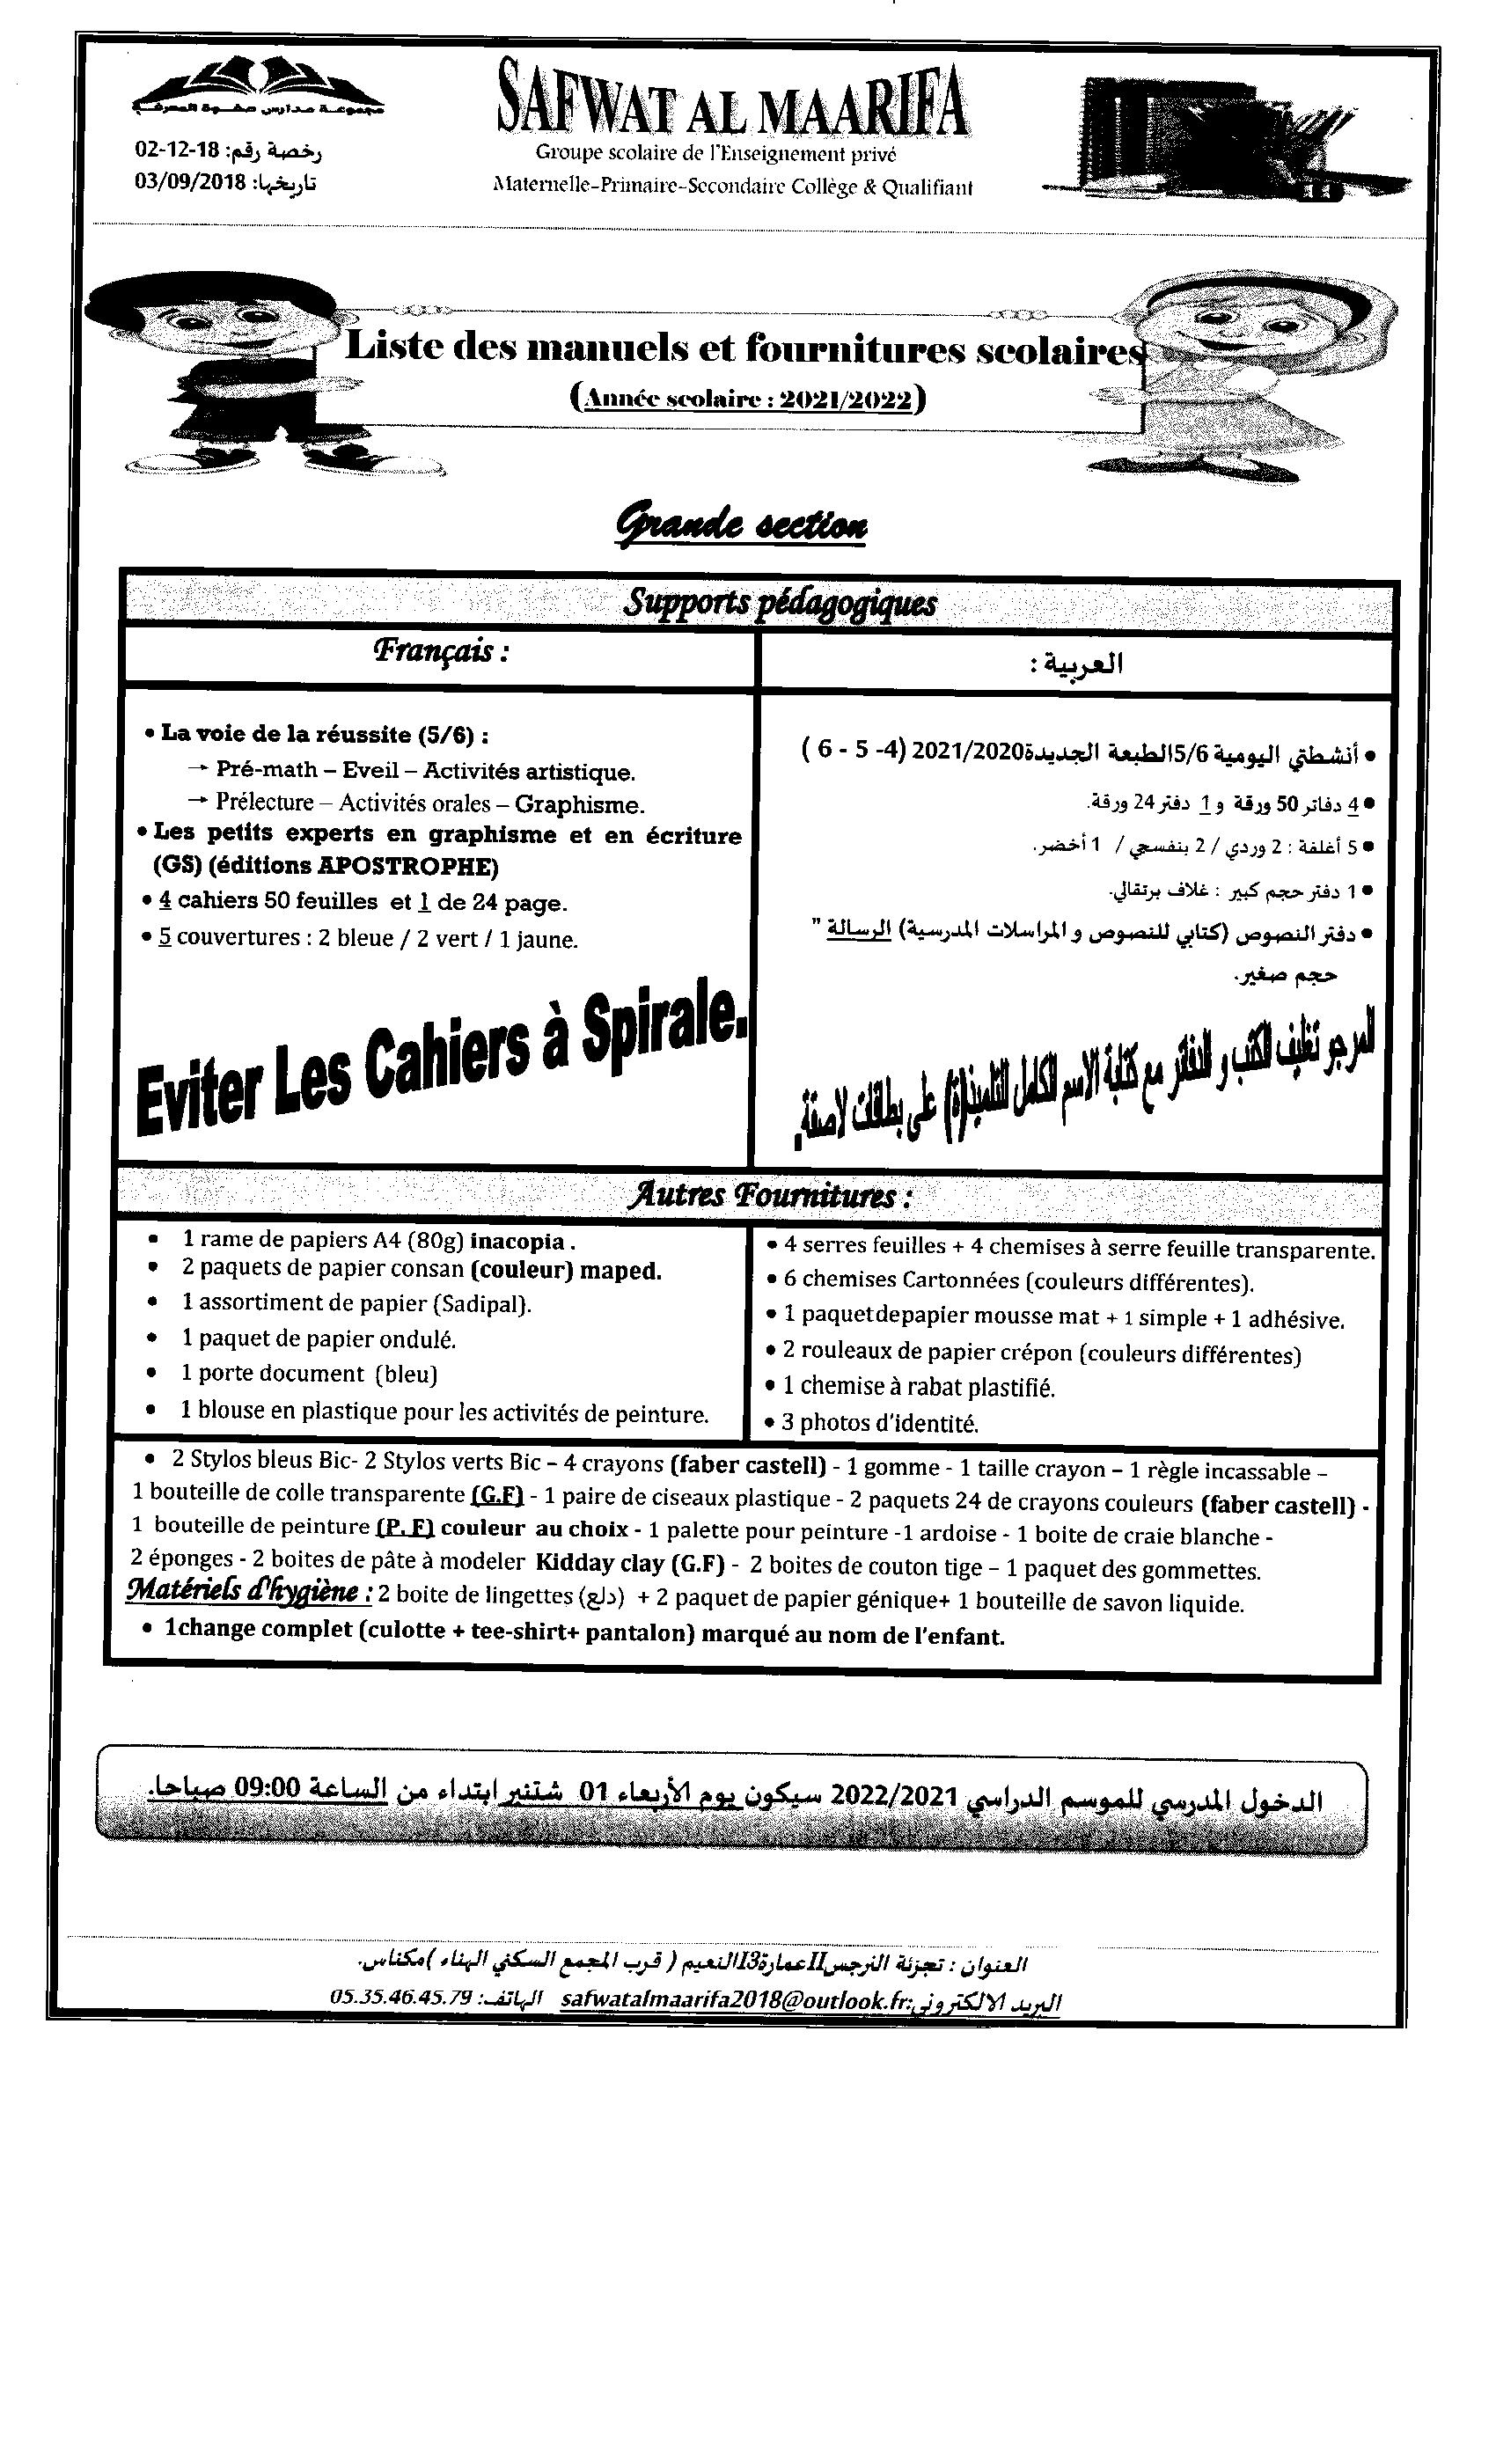 مجموعة مدارس صفوة المعرفة
رخصة رقم: 18-12-02
تاريخها: 03/09/2018
SAFWAT AL MAARIFA
Groupe scolaire de l'Enseignement privé
Maternelle-Primaire-Secondaire Collège & Qualifiant
Liste des manuels et fournitures scolaires
(Année scolaire : 2021/2022)
Grande section
Supports pédagogiques
Français :
• La voie de la réussite (5/6) :
→ Pré-math – Eveil – Activités artistique.
→ Prélecture – Activités orales – Graphisme.
• Les petits experts en graphisme et en écriture
(GS) (éditions APOSTROPHE)
• 4 cahiers 50 feuilles et 1 de 24 page.
• 5 couvertures : 2 bleue / 2 vert / 1 jaune.
Eviter Les Cahiers à Spirale.
العربية :
• أنشطتي اليومية 5/6الطبعة الجديدة2021/2020 (4- 5 - 6 )
• 4 دفاتر 50 ورقة و 1 دفتر 24 ورقة.
• 5 أغلفة : 2 وردي / 2 بنفسجي / 1 أخضر.
• 1 دفتر حجم كبير : غلاف برتقالي.
• دفتر النصوص (كتابي للنصوص و المراسلات المدرسية) الرسالة "
حجم صغير.
المرجو تغليف الكتب و الدفاتر مع كتابة الاسم الكامل للتلميذ(ة) على بطاقات لاصقة.
Autres Fournitures :
• 1 rame de papiers A4 (80g) inacopia .
• 2 paquets de papier consan (couleur) maped.
• 1 assortiment de papier (Sadipal).
• 1 paquet de papier ondulé.
• 1 porte document (bleu)
• 1 blouse en plastique pour les activités de peinture.
• 4 serres feuilles + 4 chemises à serre feuille transparente.
• 6 chemises Cartonnées (couleurs différentes).
• 1 paquetdepapier mousse mat + 1 simple + 1 adhésive.
• 2 rouleaux de papier crépon (couleurs différentes)
• 1 chemise à rabat plastifié.
• 3 photos d'identité.
• 2 Stylos bleus Bic- 2 Stylos verts Bic – 4 crayons (faber castell) - 1 gomme - 1 taille crayon – 1 règle incassable –
1 bouteille de colle transparente (G.F) - 1 paire de ciseaux plastique - 2 paquets 24 de crayons couleurs (faber castell) -
1 bouteille de peinture (P. F) couleur au choix - 1 palette pour peinture -1 ardoise - 1 boite de craie blanche -
2 éponges - 2 boites de pâte à modeler Kidday clay (G.F) - 2 boites de couton tige – 1 paquet des gommettes.
Matériels d'hygiène : 2 boite de lingettes (دلع) + 2 paquet de papier génique+ 1 bouteille de savon liquide.
• 1change complet (culotte + tee-shirt+ pantalon) marqué au nom de l'enfant.
الدخول المدرسي للموسم الدراسي 2022/2021 سيكون يوم الأربعاء 01 شتنبر ابتداء من الساعة 09:00 صباحا.
العنوان : تجزئة النرجسIIعمارة13النعيم ( قرب المجمع السكني الهناء )مكناس.
البريد الالكتروني:safwatalmaarifa2018@outlook.fr الهاتف: 05.35.46.45.79